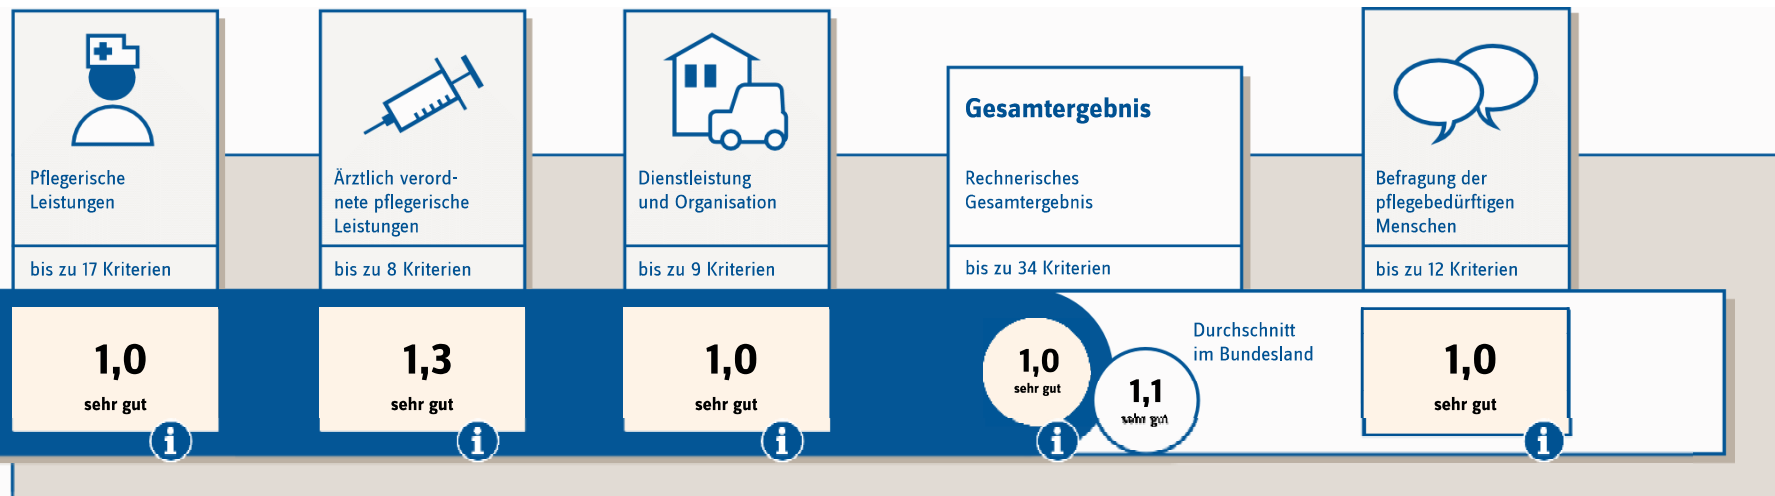 Pflegerische
Leistungen
bis zu 17 Kriterien
1,0
sehr gut
Ärztlich verord-
nete pflegerische
Leistungen
bis zu 8 Kriterien
1,3
sehr gut
Dienstleistung
und Organisation
bis zu 9 Kriterien
1,0
sehr gut
Gesamtergebnis
Rechnerisches
Gesamtergebnis
bis zu 34 Kriterien
1,0
sehr gut
1,1
sehr gut
Durchschnitt
im Bundesland
Befragung der
pflegebedürftigen
Menschen
bis zu 12 Kriterien
1,0
sehr gut